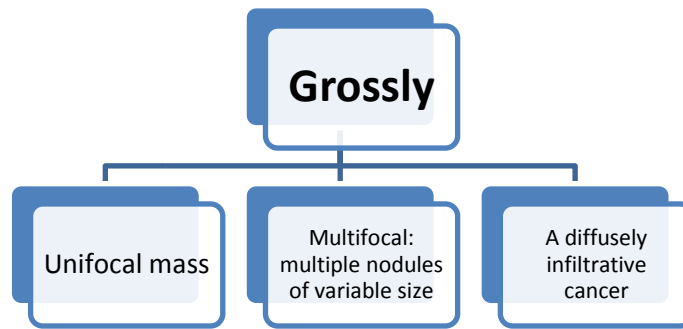 Grossly
Unifocal mass
Multifocal:
multiple nodules
of variable size
A diffusely
infiltrative
cancer